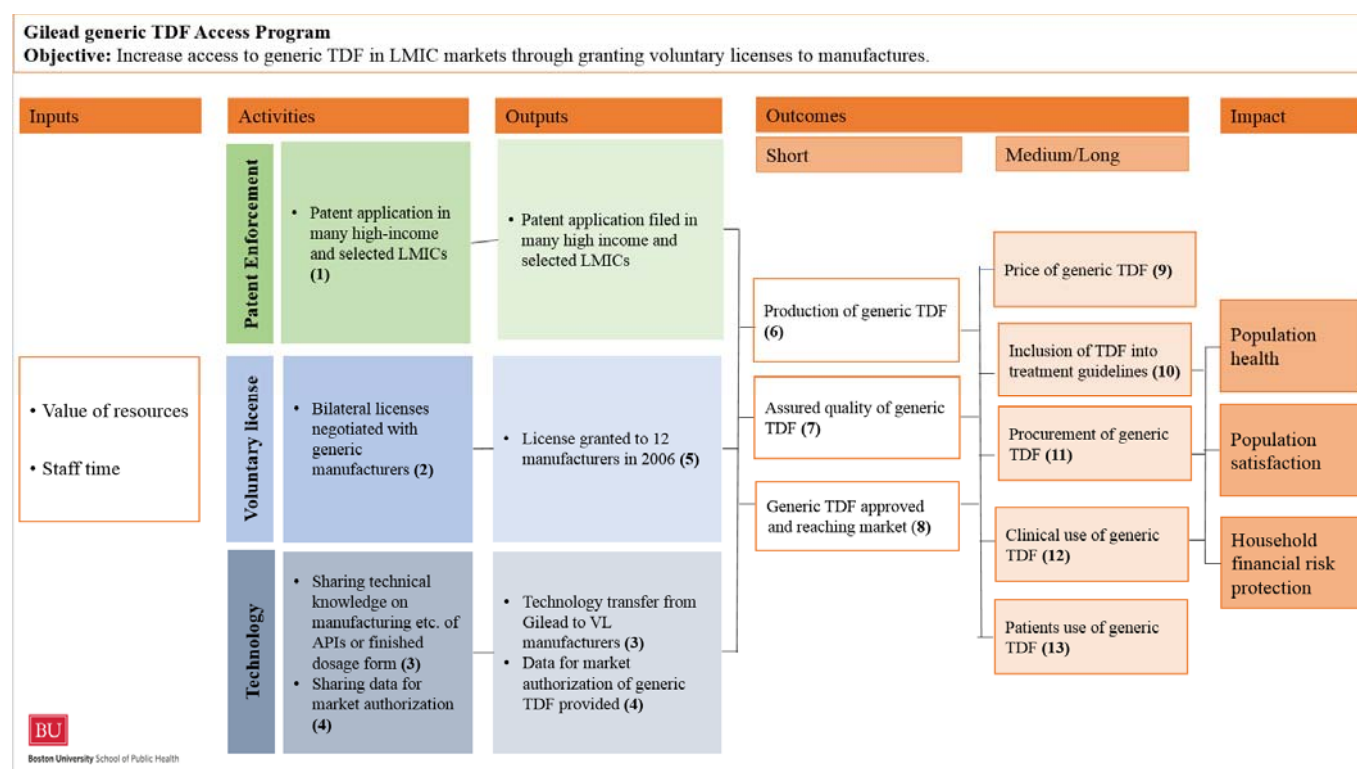 Gilead generic TDF Access Program
Objective: Increase access to generic TDF in LMIC markets through granting voluntary licenses to manufactures.
Inputs
Activities
Outputs
Outcomes
Impact
Short
Medium/Long
Patent Enforcement
• Patent application in
many high-income
and selected LMICs
(1)
• Patent application filed in
many high income and
selected LMICs
Voluntary license
• Bilateral licenses
negotiated with
generic
manufacturers (2)
• License granted to 12
manufacturers in 2006 (5)
Technology
• Sharing technical
knowledge on
manufacturing etc. of
APIs or finished
dosage form (3)
• Sharing data for
market authorization
(4)
• Technology transfer from
Gilead to VL
manufacturers (3)
• Data for market
authorization of generic
TDF provided (4)
• Value of resources
• Staff time
Production of generic TDF
(6)
Assured quality of generic
TDF (7)
Generic TDF approved
and reaching market (8)
Price of generic TDF (9)
Inclusion of TDF into
treatment guidelines (10)
Procurement of generic
TDF (11)
Clinical use of generic
TDF (12)
Patients use of generic
TDF (13)
Population
health
Population
satisfaction
Household
financial risk
protection
BU
Boston University School of Public Health